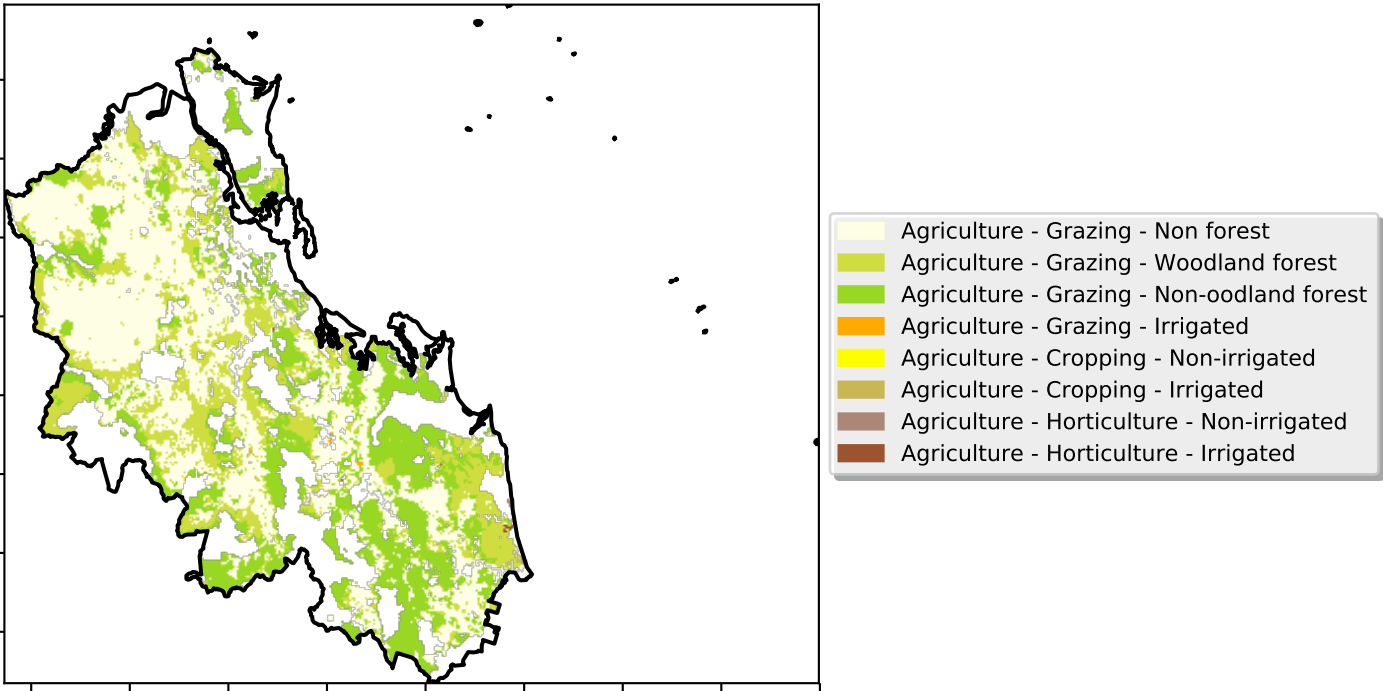 Agriculture - Grazing - Non forest
Agriculture - Grazing - Woodland forest
Agriculture - Grazing - Non-oodland forest
Agriculture - Grazing - Irrigated
Agriculture - Cropping - Non-irrigated
Agriculture - Cropping - Irrigated
Agriculture - Horticulture - Non-irrigated
Agriculture - Horticulture - Irrigated